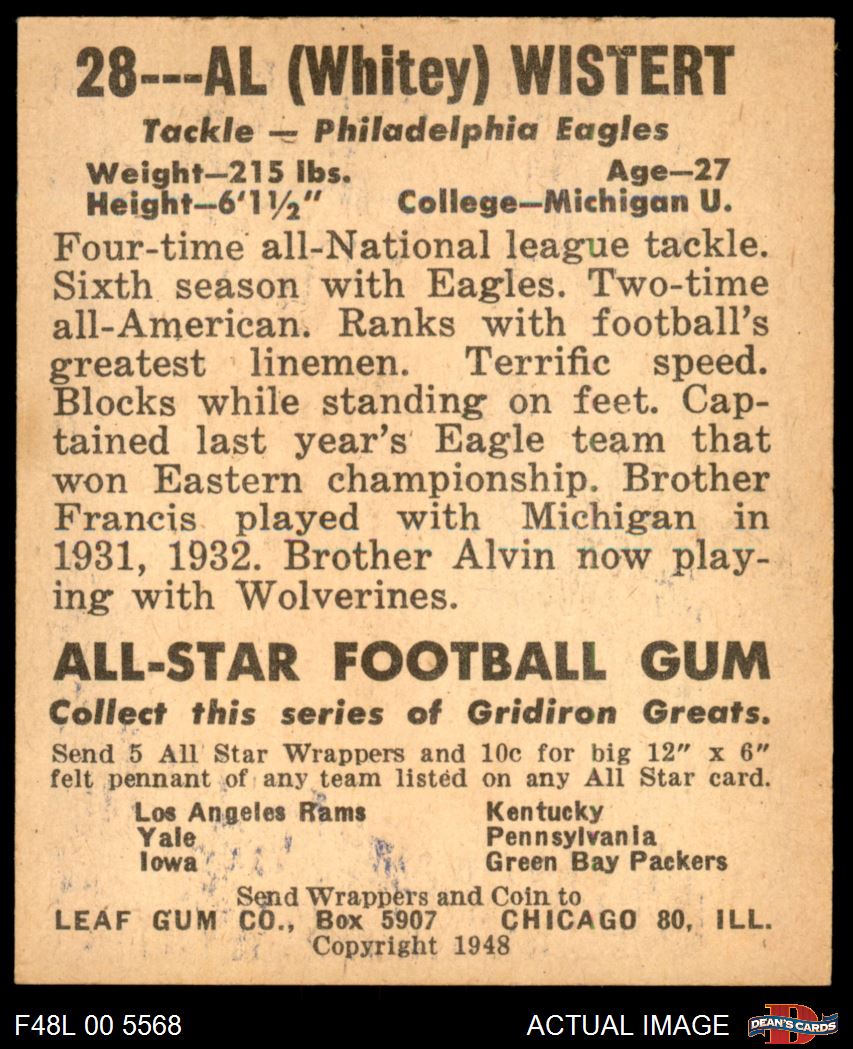 28---AL (Whitey) WISTERT
Tackle — Philadelphia Eagles
Weight—215 lbs. Age—27
Height—6'1½" College—Michigan U.
Four-time all-National league tackle.
Sixth season with Eagles. Two-time
all-American. Ranks with football's
greatest linemen. Terrific speed.
Blocks while standing on feet. Cap-
tained last year's Eagle team that
won Eastern championship. Brother
Francis played with Michigan in
1931, 1932. Brother Alvin now play-
ing with Wolverines.
ALL-STAR FOOTBALL GUM
Collect this series of Gridiron Greats.
Send 5 All Star Wrappers and 10c for big 12" x 6"
felt pennant of any team listed on any All Star card.
Los Angeles Rams Kentucky
Yale Pennsylvania
Iowa Green Bay Packers
Send Wrappers and Coin to
LEAF GUM CO., Box 5907 CHICAGO 80, ILL.
Copyright 1948
F48L 00 5568 ACTUAL IMAGE D DEAN'S CARDS